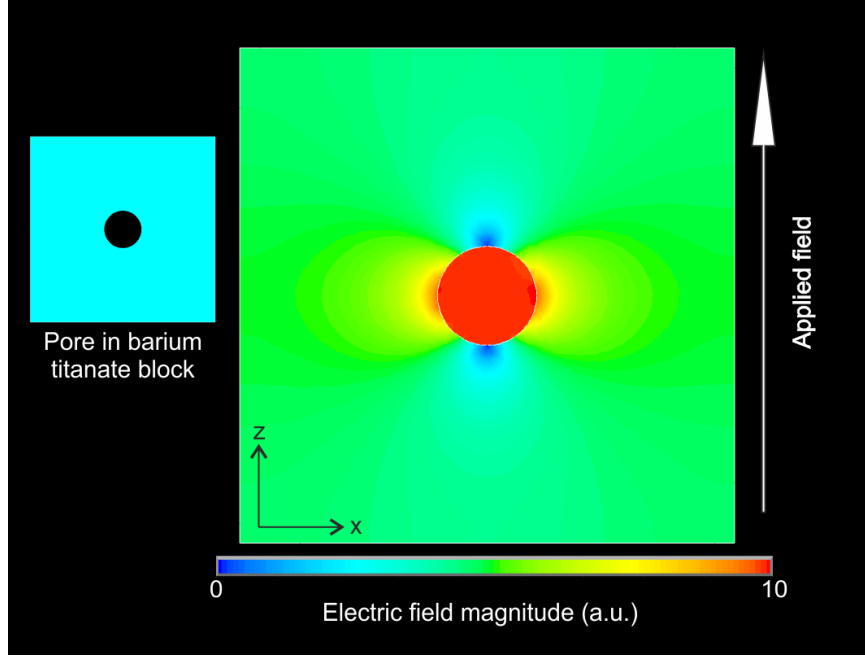 Pore in barium
titanate block
z
x
Applied field
0
10
Electric field magnitude (a.u.)